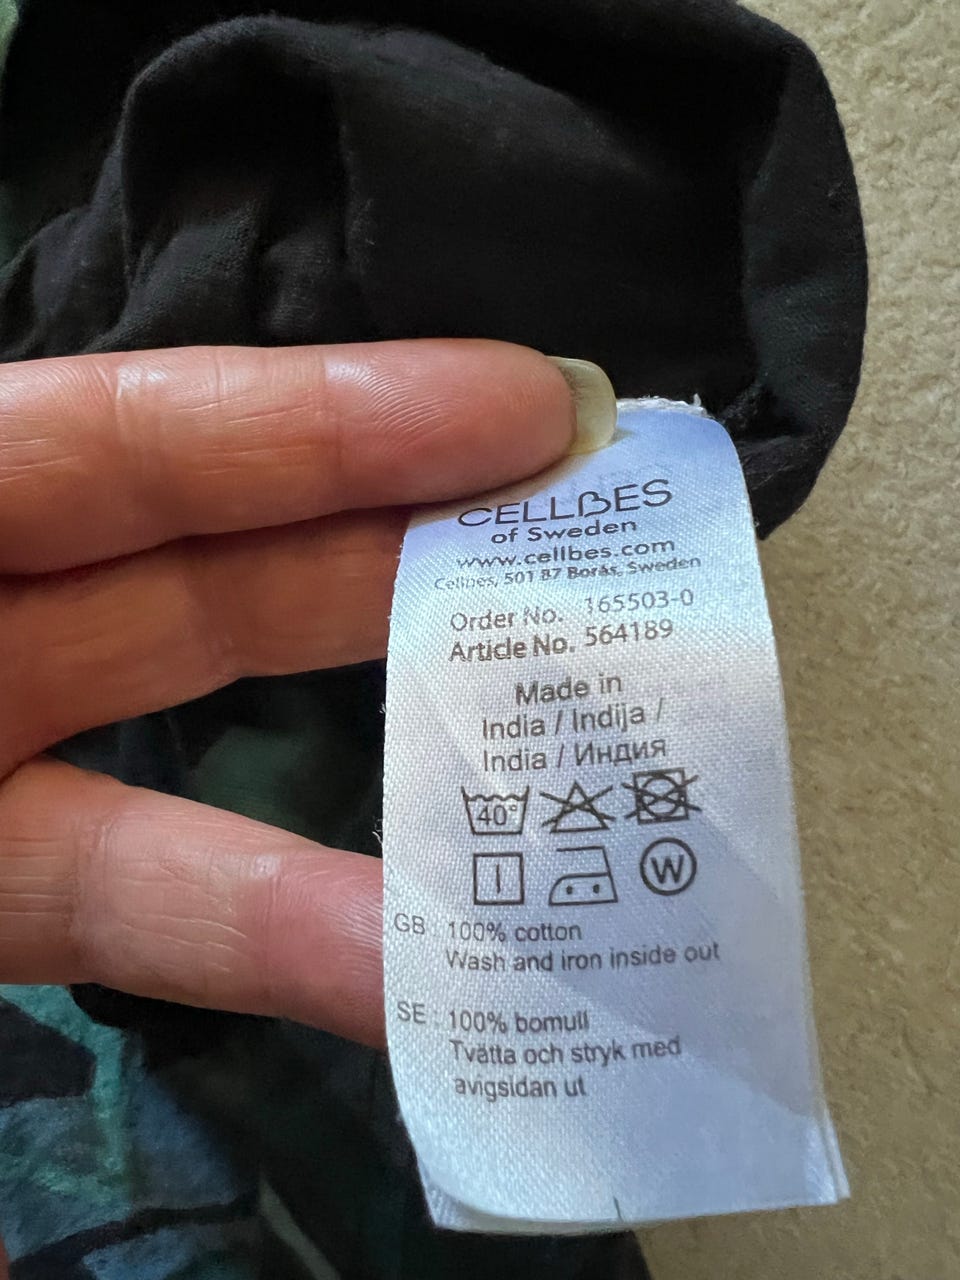 CELLBES
of Sweden
www.cellbes.com
Cellbes, 501 87 Borås, Sweden
Order No. 165503-0
Article No. 564189
Made in
India / Indija /
India / Индия
40°
W
GB : 100% cotton
Wash and iron inside out
SE : 100% bomull
Tvätta och stryk med
avigsidan ut